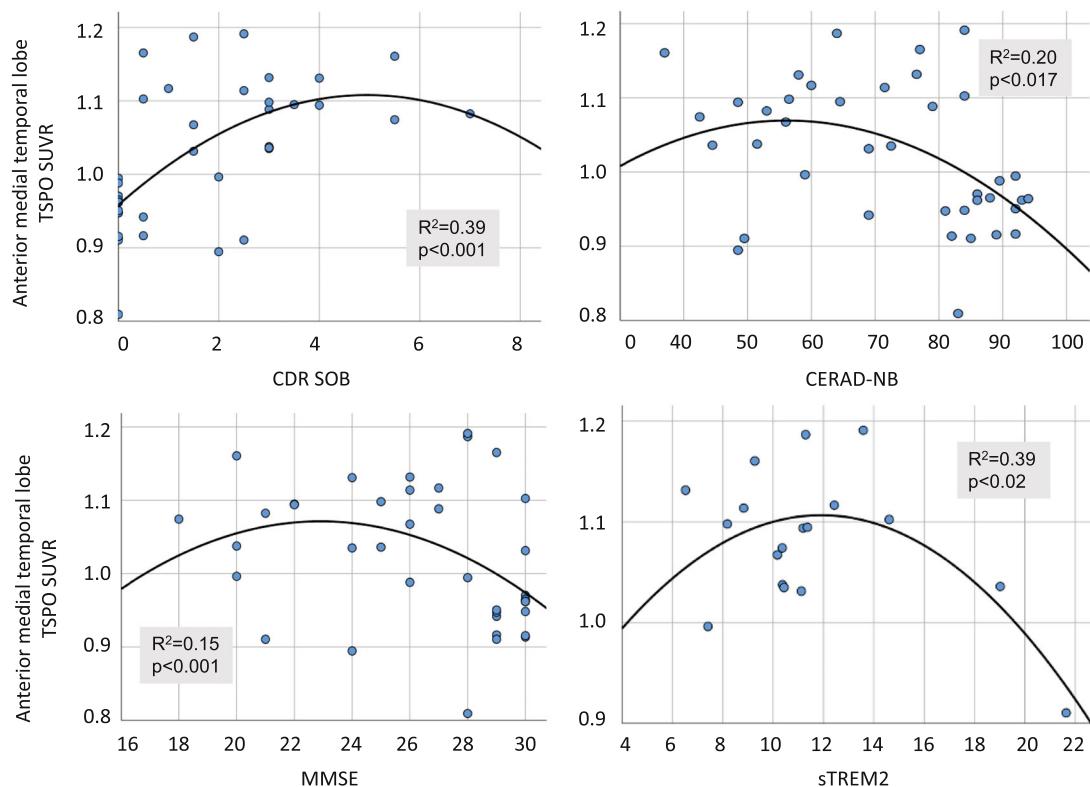 Anterior medial temporal lobe
TSPO SUVR
1.2
1.1
1.0
0.9
0.8
R²=0.39
p<0.001
0 2 4 6 8
CDR SOB
1.2
1.1
1.0
0.9
0.8
R²=0.20
p<0.017
0 40 50 60 70 80 90 100
CERAD-NB
Anterior medial temporal lobe
TSPO SUVR
1.2
1.1
1.0
0.9
0.8
R²=0.15
p<0.001
16 18 20 22 24 26 28 30
MMSE
1.2
1.1
1.0
0.9
R²=0.39
p<0.02
4 6 8 10 12 14 16 18 20 22
sTREM2